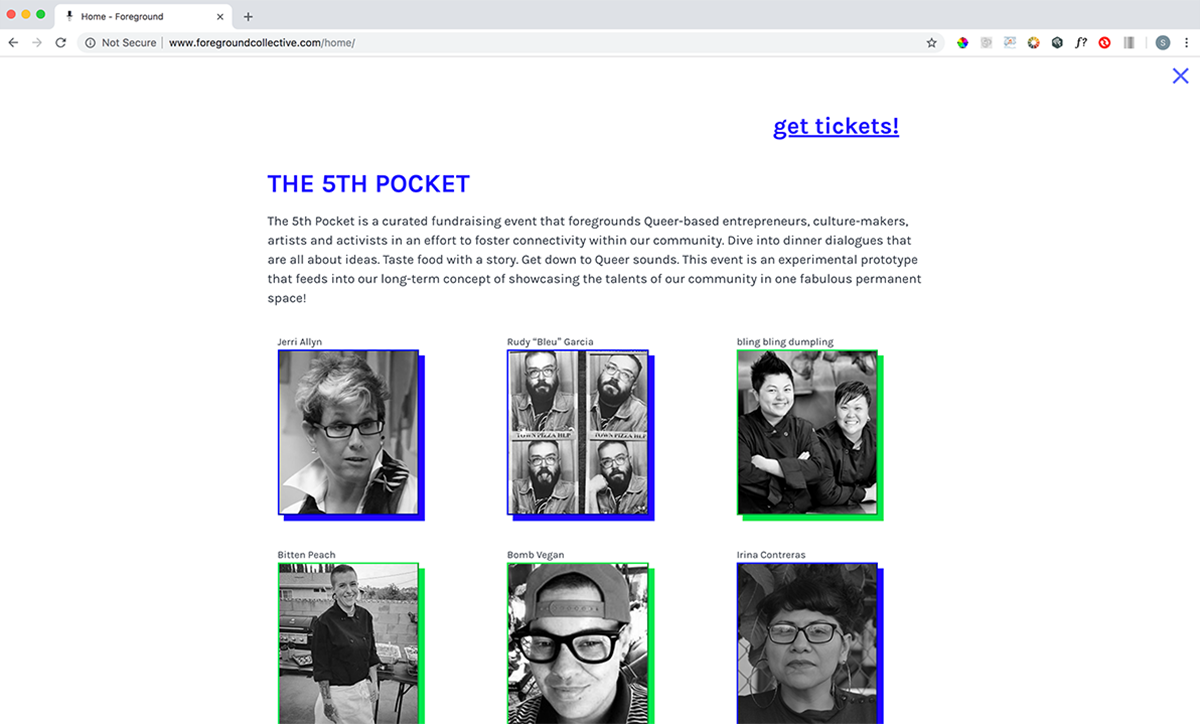 Home - Foreground
Not Secure www.foregroundcollective.com/home/
f?
S
get tickets!
THE 5TH POCKET
The 5th Pocket is a curated fundraising event that foregrounds Queer-based entrepreneurs, culture-makers,
artists and activists in an effort to foster connectivity within our community. Dive into dinner dialogues that
are all about ideas. Taste food with a story. Get down to Queer sounds. This event is an experimental prototype
that feeds into our long-term concept of showcasing the talents of our community in one fabulous permanent
space!
Jerri Allyn Rudy “Bleu” Garcia bling bling dumpling
TOWN PIZZA HLP TOWN PIZZA HLP
Bitten Peach Bomb Vegan Irina Contreras